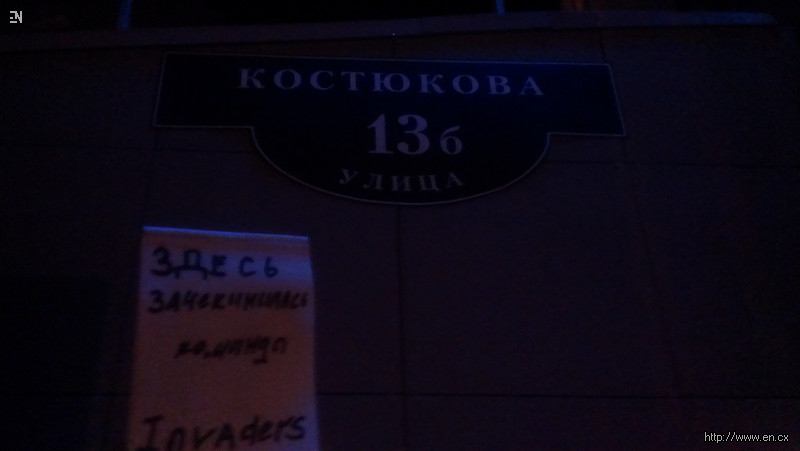 EN
КОСТЮКОВА
13б
УЛИЦА
ЗДЕСЬ
зачекинилась
команда
Invaders
http://www.en.cx